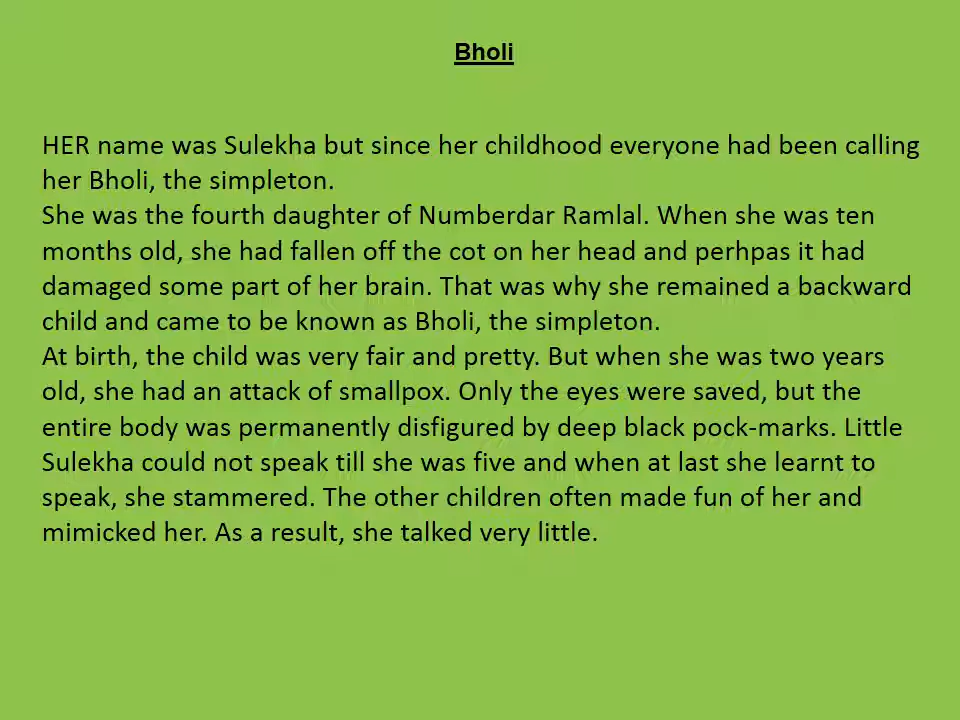 Bholi
HER name was Sulekha but since her childhood everyone had been calling
her Bholi, the simpleton.
She was the fourth daughter of Numberdar Ramlal. When she was ten
months old, she had fallen off the cot on her head and perhpas it had
damaged some part of her brain. That was why she remained a backward
child and came to be known as Bholi, the simpleton.
At birth, the child was very fair and pretty. But when she was two years
old, she had an attack of smallpox. Only the eyes were saved, but the
entire body was permanently disfigured by deep black pock-marks. Little
Sulekha could not speak till she was five and when at last she learnt to
speak, she stammered. The other children often made fun of her and
mimicked her. As a result, she talked very little.